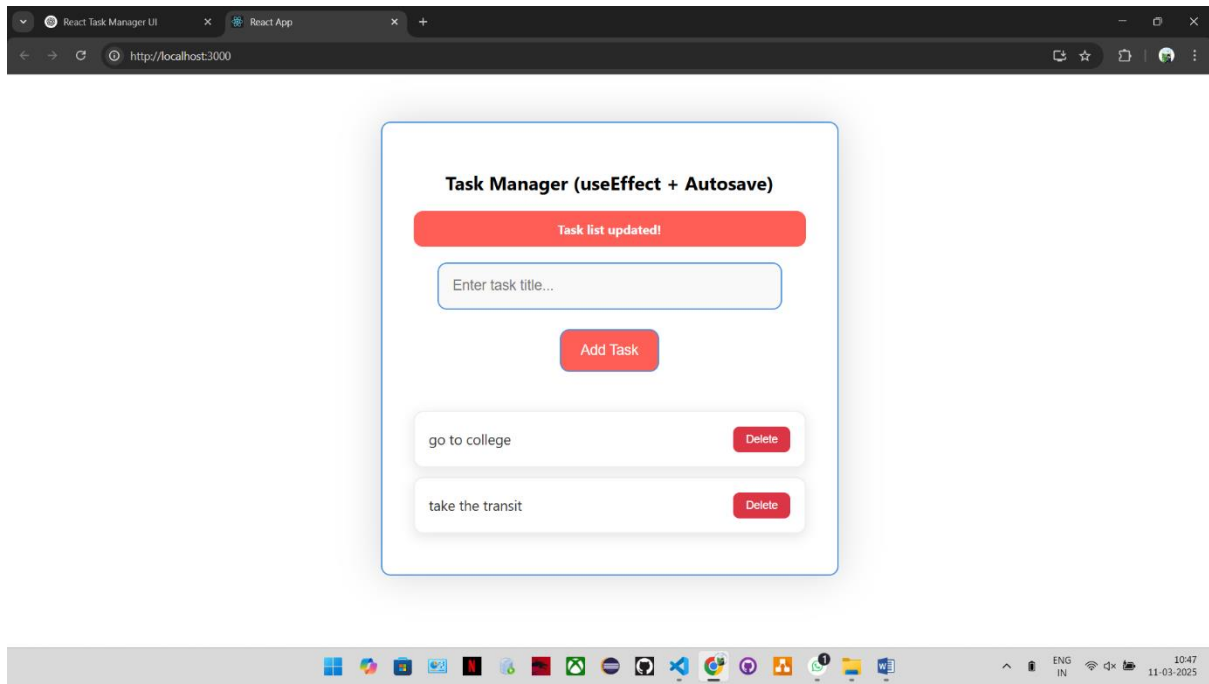 React Task Manager UI
React App
http://localhost:3000
Task Manager (useEffect + Autosave)
Task list updated!
Enter task title...
Add Task
go to college
Delete
take the transit
Delete
N
1
W
ENG
IN
10:47
11-03-2025